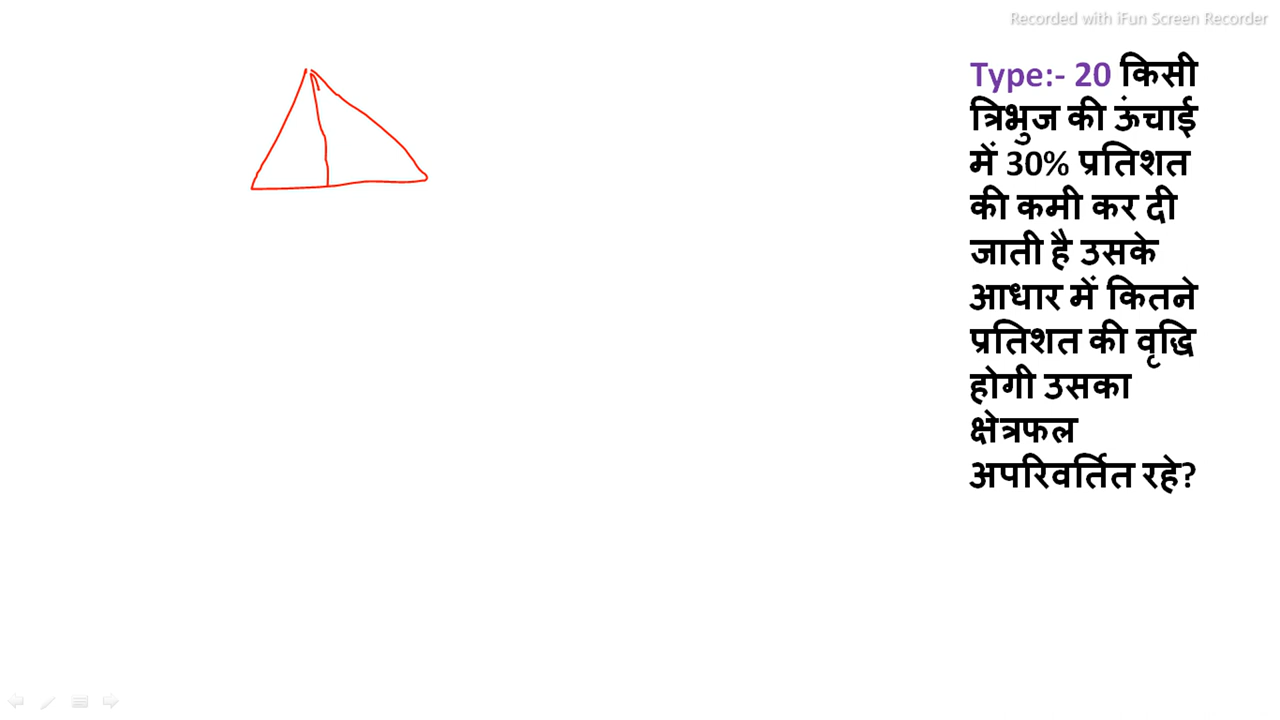 Recorded with iFun Screen Recorder
Type:- 20 किसी
त्रिभुज की ऊंचाई
में 30% प्रतिशत
की कमी कर दी
जाती है उसके
आधार में कितने
प्रतिशत की वृद्धि
होगी उसका
क्षेत्रफल
अपरिवर्तित रहे?